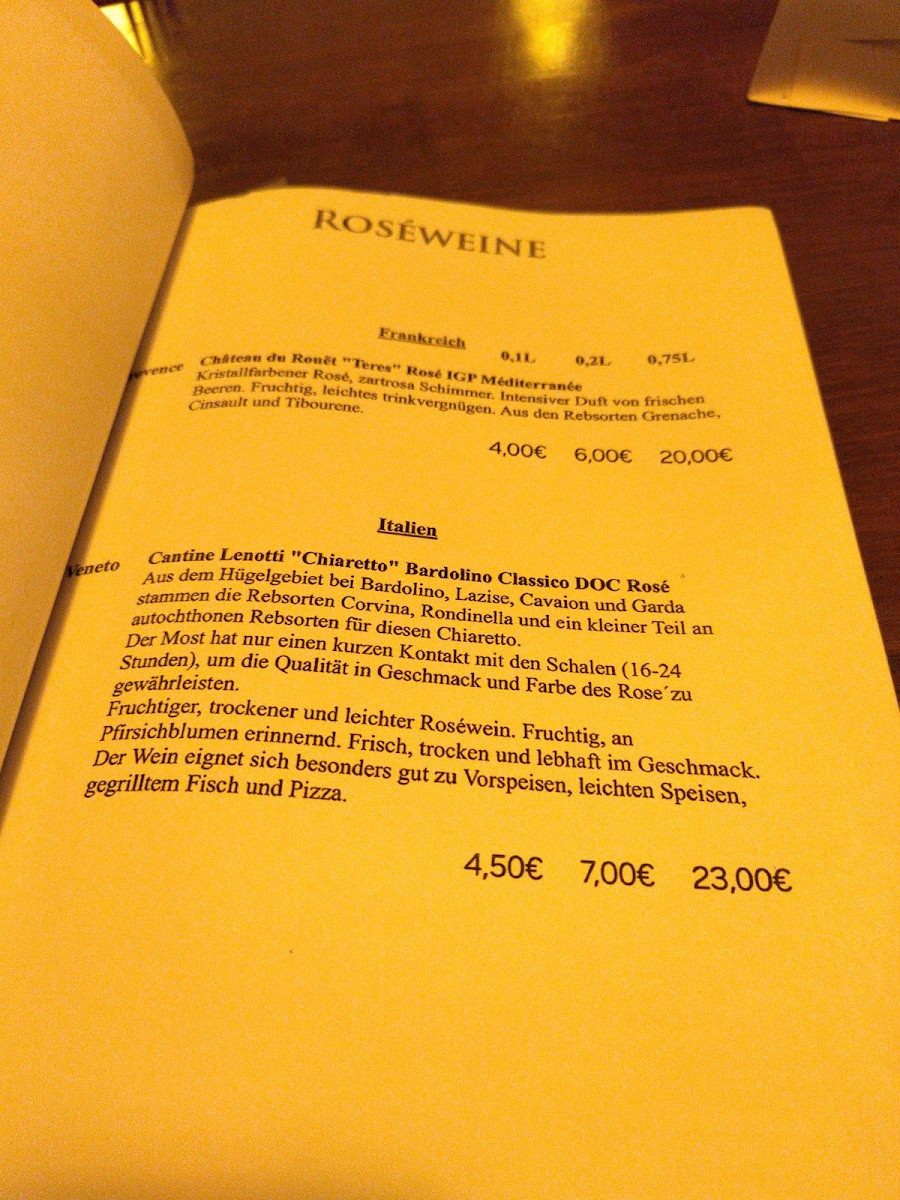 ROSÉWEINE
Frankreich 0,1L 0,2L 0,75L
Château du Rouët "Teres" Rosé IGP Méditerranée
Kristallfarbener Rosé, zartrosa Schimmer. Intensiver Duft von frischen
Beeren. Fruchtig, leichtes trinkvergnügen. Aus den Rebsorten Grenache,
Cinsault und Tibourene.
4,00€ 6,00€ 20,00€
Italien
Veneto Cantine Lenotti "Chiaretto" Bardolino Classico DOC Rosé
Aus dem Hügelgebiet bei Bardolino, Lazise, Cavaion und Garda
stammen die Rebsorten Corvina, Rondinella und ein kleiner Teil an
autochthonen Rebsorten für diesen Chiaretto.
Der Most hat nur einen kurzen Kontakt mit den Schalen (16-24
Stunden), um die Qualität in Geschmack und Farbe des Rose´zu
gewährleisten.
Fruchtiger, trockener und leichter Roséwein. Fruchtig, an
Pfirsichblumen erinnernd. Frisch, trocken und lebhaft im Geschmack.
Der Wein eignet sich besonders gut zu Vorspeisen, leichten Speisen,
gegrilltem Fisch und Pizza.
4,50€ 7,00€ 23,00€